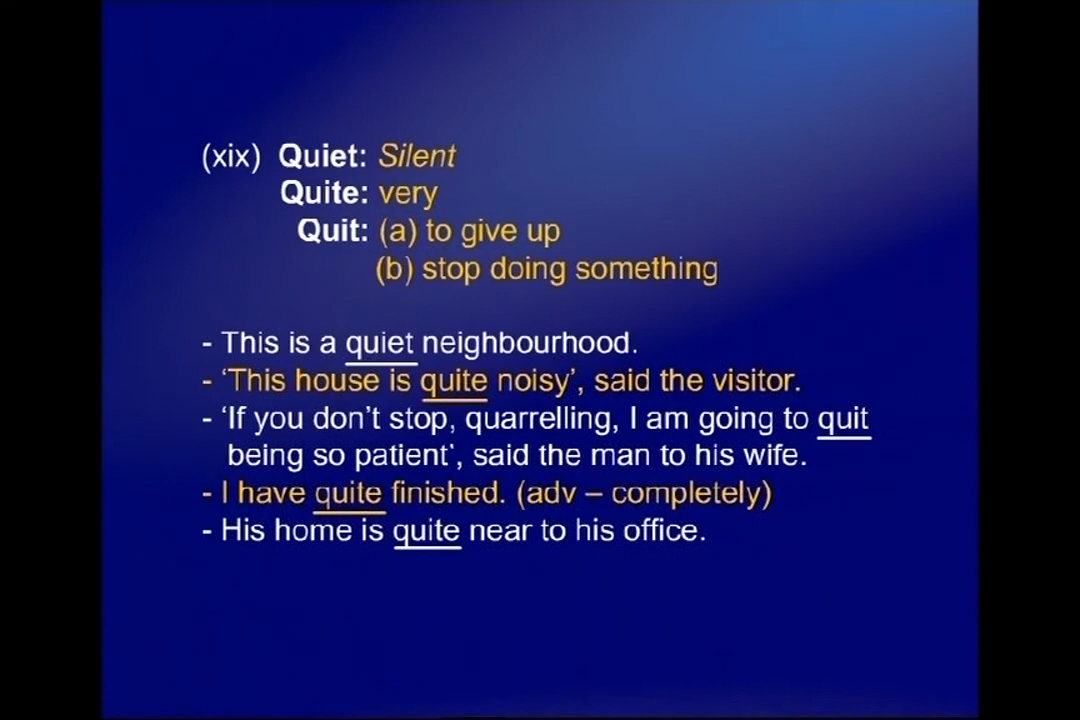 (xix) Quiet: Silent
Quite: very
Quit: (a) to give up
(b) stop doing something
- This is a quiet neighbourhood.
- ‘This house is quite noisy’, said the visitor.
- ‘If you don’t stop, quarrelling, I am going to quit
being so patient’, said the man to his wife.
- I have quite finished. (adv – completely)
- His home is quite near to his office.